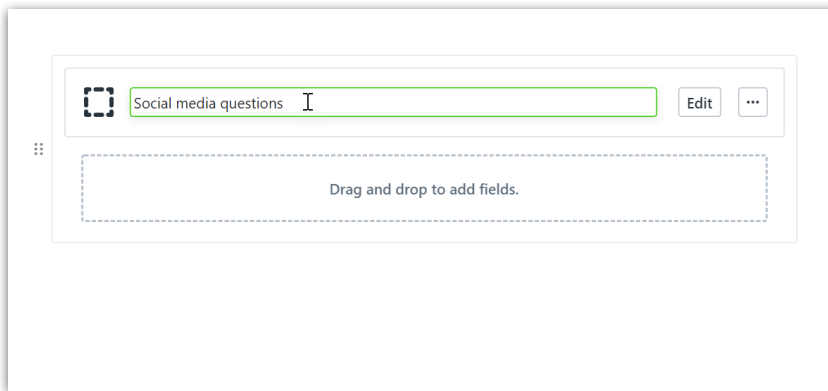 Social media questions
Edit
Drag and drop to add fields.